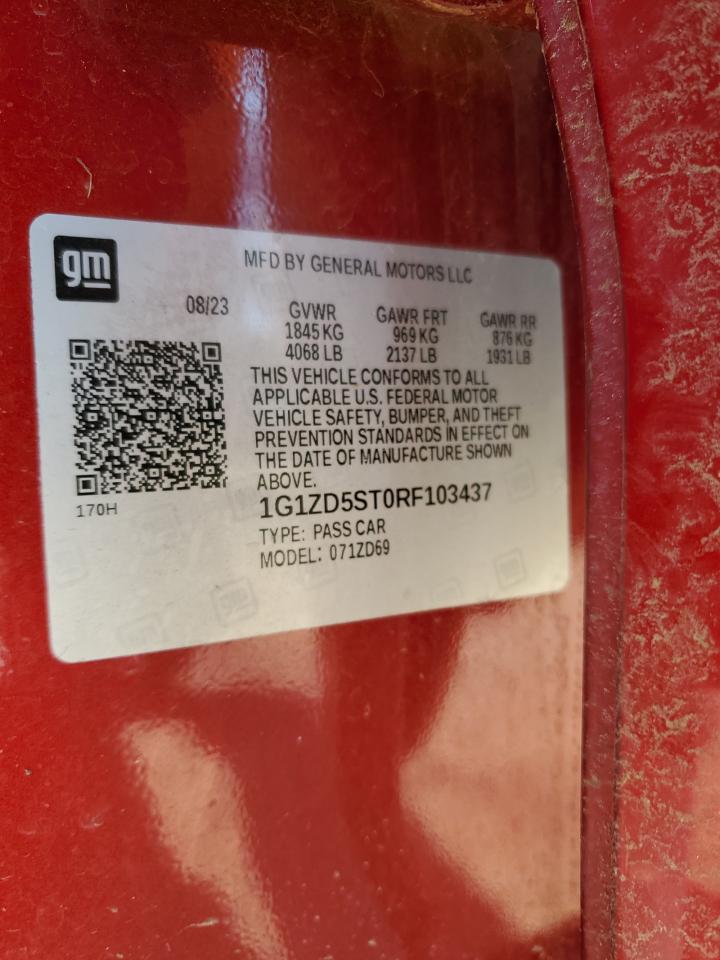 gm
MFD BY GENERAL MOTORS LLC
08/23 GVWR GAWR FRT GAWR RR
1845 KG 969 KG 876 KG
4068 LB 2137 LB 1931 LB
THIS VEHICLE CONFORMS TO ALL
APPLICABLE U.S. FEDERAL MOTOR
VEHICLE SAFETY, BUMPER, AND THEFT
PREVENTION STANDARDS IN EFFECT ON
THE DATE OF MANUFACTURE SHOWN
ABOVE.
170H
1G1ZD5ST0RF103437
TYPE: PASS CAR
MODEL: 071ZD69